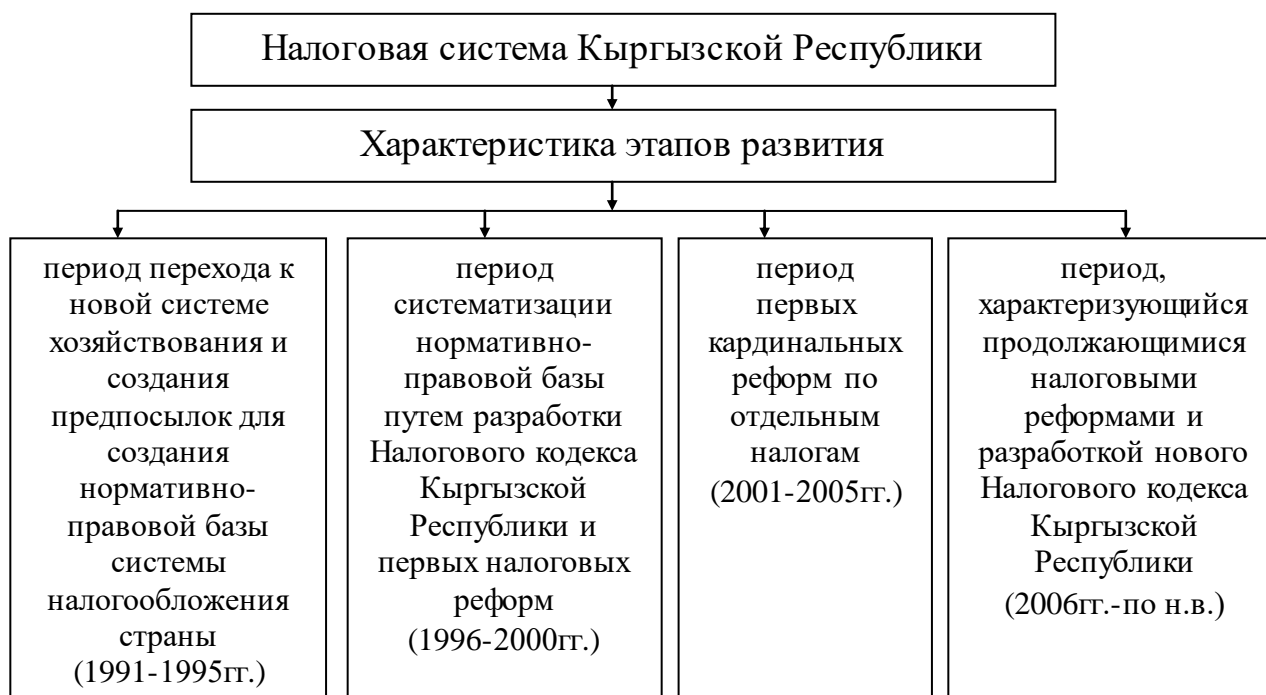 Налоговая система Кыргызской Республики
Характеристика этапов развития
период перехода к
новой системе
хозяйствования и
создания
предпосылок для
создания
нормативно-
правовой базы
системы
налогообложения
страны
(1991-1995гг.)
период
систематизации
нормативно-
правовой базы
путем разработки
Налогового кодекса
Кыргызской
Республики и
первых налоговых
реформ
(1996-2000гг.)
период
первых
кардинальных
реформ по
отдельным
налогам
(2001-2005гг.)
период,
характеризующийся
продолжающимися
налоговыми
реформами и
разработкой нового
Налогового кодекса
Кыргызской
Республики
(2006гг.-по н.в.)